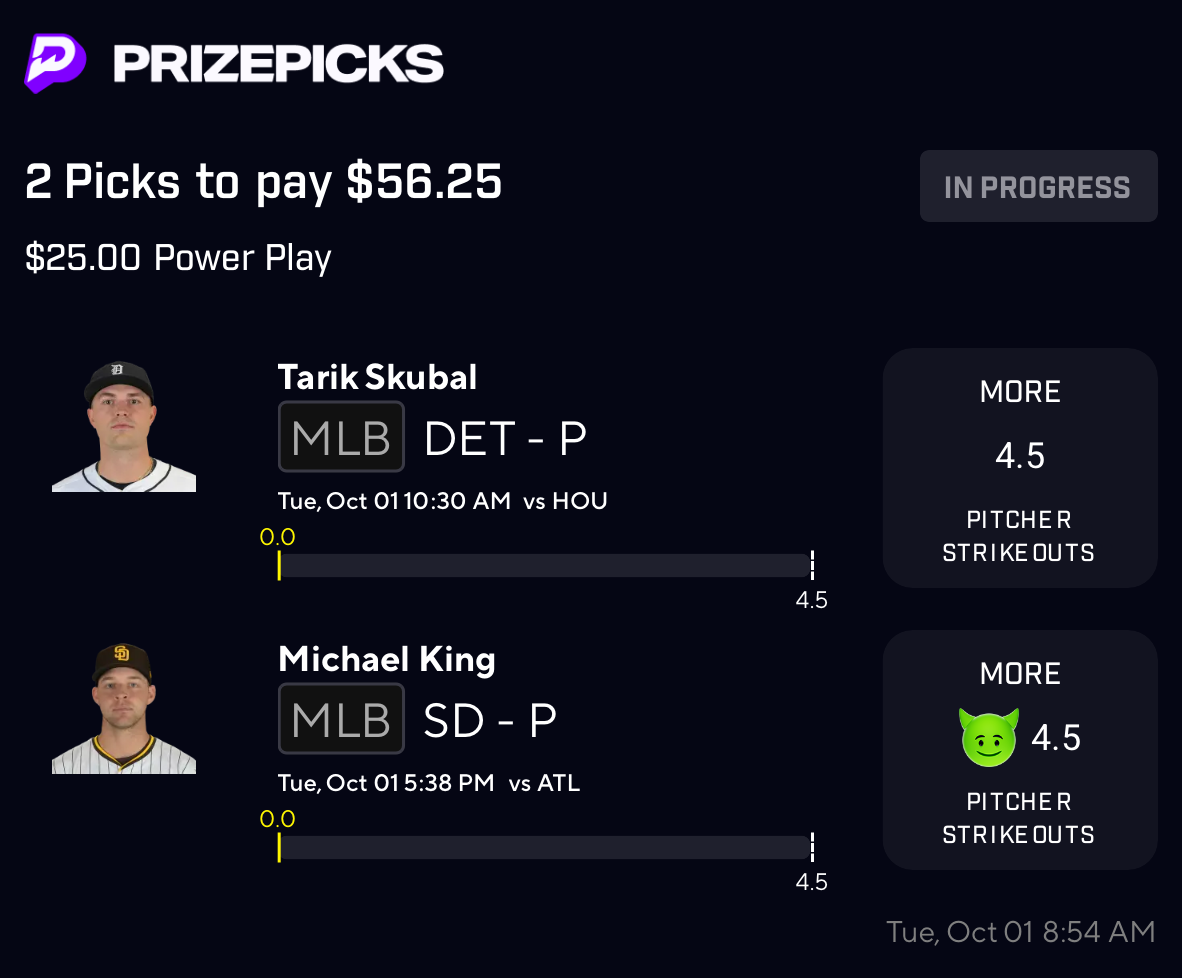 PRIZEPICKS
2 Picks to pay $56.25
IN PROGRESS
$25.00 Power Play
Tarik Skubal
MLB DET - P
Tue, Oct 01 10:30 AM vs HOU
0.0
4.5
MORE
4.5
PITCHER
STRIKEOUTS
Michael King
MLB SD - P
Tue, Oct 01 5:38 PM vs ATL
0.0
4.5
MORE
4.5
PITCHER
STRIKEOUTS
Tue, Oct 01 8:54 AM